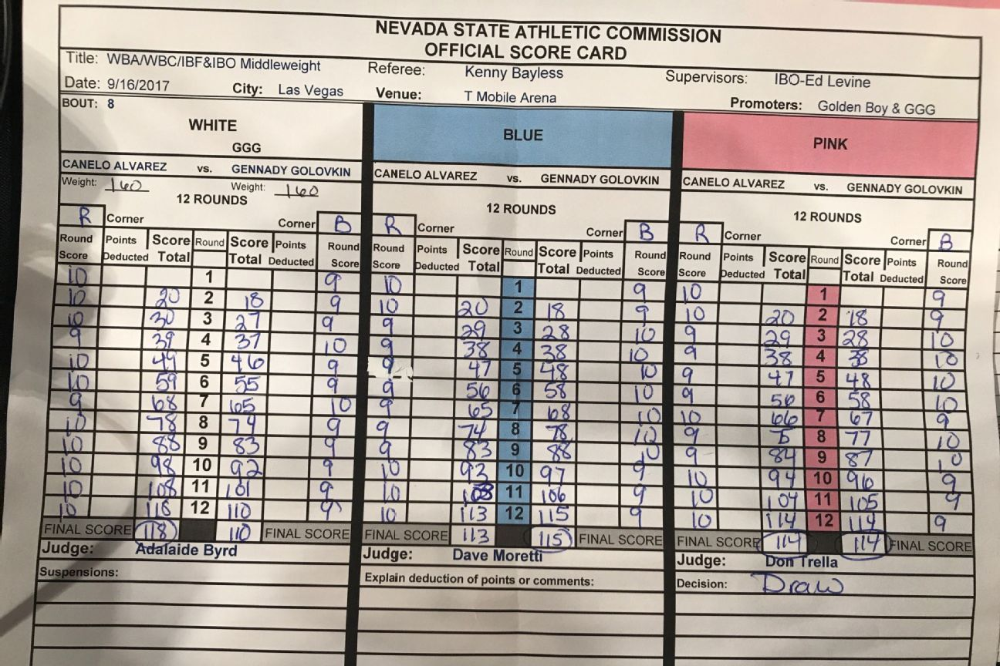 NEVADA STATE ATHLETIC COMMISSION
OFFICIAL SCORE CARD
Title: WBA/WBC/IBF&IBO Middleweight Referee: Kenny Bayless Supervisors: IBO-Ed Levine
Date: 9/16/2017 City: Las Vegas Venue: T Mobile Arena Promoters: Golden Boy & GGG
BOUT: 8
WHITE BLUE PINK
GGG
CANELO ALVAREZ vs. GENNADY GOLOVKIN CANELO ALVAREZ vs. GENNADY GOLOVKIN CANELO ALVAREZ vs. GENNADY GOLOVKIN
Weight: 160 Weight: 160
12 ROUNDS 12 ROUNDS 12 ROUNDS
R Corner Corner B R Corner Corner B R Corner Corner B
Round Points Score Round Score Points Round Round Points Score Round Score Points Round Round Points Score Round Score Points Round
Score Deducted Total Total Deducted Score Score Deducted Total Total Deducted Score Score Deducted Total Total Deducted Score
10 1 9 10 1 9 10 1 9
10 20 2 18 9 10 20 2 18 9 10 20 2 18 9
10 30 3 27 9 9 29 3 28 10 9 29 3 28 10
9 39 4 37 10 9 38 4 38 10 9 38 4 38 10
10 49 5 46 9 9 47 5 48 10 9 47 5 48 10
10 59 6 55 9 9 56 6 58 10 9 56 6 58 10
9 68 7 65 10 9 65 7 68 10 10 66 7 67 9
10 78 8 74 9 9 74 8 78 10 9 75 8 77 10
10 88 9 83 9 9 83 9 88 10 9 84 9 87 10
10 98 10 92 9 10 93 10 97 9 10 94 10 96 9
10 108 11 101 9 10 103 11 106 9 10 104 11 105 9
10 118 12 110 9 10 113 12 115 9 10 114 12 114 9
FINAL SCORE 118 110 FINAL SCORE FINAL SCORE 113 115 FINAL SCORE FINAL SCORE 114 114 FINAL SCORE
Judge: Adalaide Byrd Judge: Dave Moretti Judge: Don Trella
Suspensions: Explain deduction of points or comments: Decision: Draw